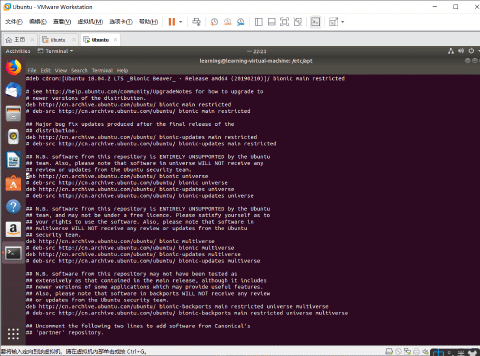 Ubuntu - VMware Workstation
文件(F) 编辑(E) 查看(V) 虚拟机(M) 选项卡(T) 帮助(H)
主页 Ubuntu Ubuntu
Activities Terminal 22:23
learning@learning-virtual-machine: /etc/apt
File Edit View Search Terminal Help
#deb cdrom:[Ubuntu 18.04.2 LTS _Bionic Beaver_ - Release amd64 (20190210)]/ bionic main restricted
# See http://help.ubuntu.com/community/UpgradeNotes for how to upgrade to
# newer versions of the distribution.
deb http://cn.archive.ubuntu.com/ubuntu/ bionic main restricted
# deb-src http://cn.archive.ubuntu.com/ubuntu/ bionic main restricted
## Major bug fix updates produced after the final release of the
## distribution.
deb http://cn.archive.ubuntu.com/ubuntu/ bionic-updates main restricted
# deb-src http://cn.archive.ubuntu.com/ubuntu/ bionic-updates main restricted
## N.B. software from this repository is ENTIRELY UNSUPPORTED by the Ubuntu
## team. Also, please note that software in universe WILL NOT receive any
## review or updates from the Ubuntu security team.
deb http://cn.archive.ubuntu.com/ubuntu/ bionic universe
# deb-src http://cn.archive.ubuntu.com/ubuntu/ bionic universe
deb http://cn.archive.ubuntu.com/ubuntu/ bionic-updates universe
# deb-src http://cn.archive.ubuntu.com/ubuntu/ bionic-updates universe
## N.B. software from this repository is ENTIRELY UNSUPPORTED by the Ubuntu
## team, and may not be under a free licence. Please satisfy yourself as to
## your rights to use the software. Also, please note that software in
## multiverse WILL NOT receive any review or updates from the Ubuntu
## security team.
deb http://cn.archive.ubuntu.com/ubuntu/ bionic multiverse
# deb-src http://cn.archive.ubuntu.com/ubuntu/ bionic multiverse
deb http://cn.archive.ubuntu.com/ubuntu/ bionic-updates multiverse
# deb-src http://cn.archive.ubuntu.com/ubuntu/ bionic-updates multiverse
## N.B. software from this repository may not have been tested as
## extensively as that contained in the main release, although it includes
## newer versions of some applications which may provide useful features.
## Also, please note that software in backports WILL NOT receive any review
## or updates from the Ubuntu security team.
deb http://cn.archive.ubuntu.com/ubuntu/ bionic-backports main restricted universe multiverse
# deb-src http://cn.archive.ubuntu.com/ubuntu/ bionic-backports main restricted universe multiverse
## Uncomment the following two lines to add software from Canonical's
## 'partner' repository.
要将输入定向到该虚拟机，请在虚拟机内部单击或按 Ctrl+G。